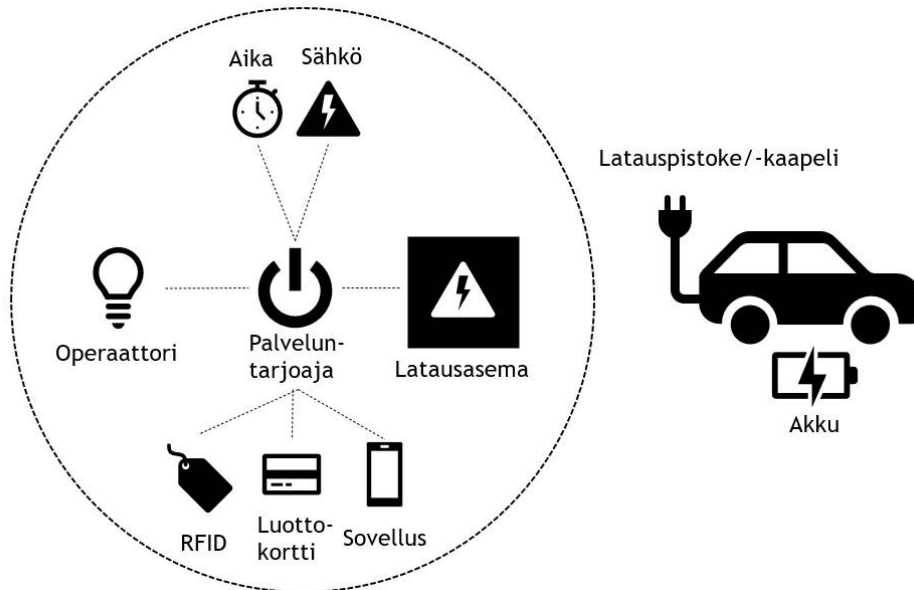 Aika
Sähkö
Latauspistoke/-kaapeli
Operaattori
Palvelun-
tarjoaja
Latausasema
Akku
RFID
Luotto-
kortti
Sovellus